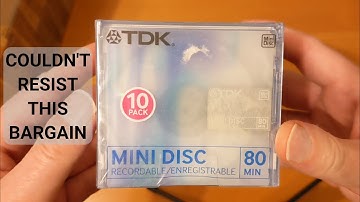 COULDN'T
RESIST
THIS
BARGAIN
TDK
10
PACK
MINI DISC
RECORDABLE/ENREGISTRABLE
80
MIN